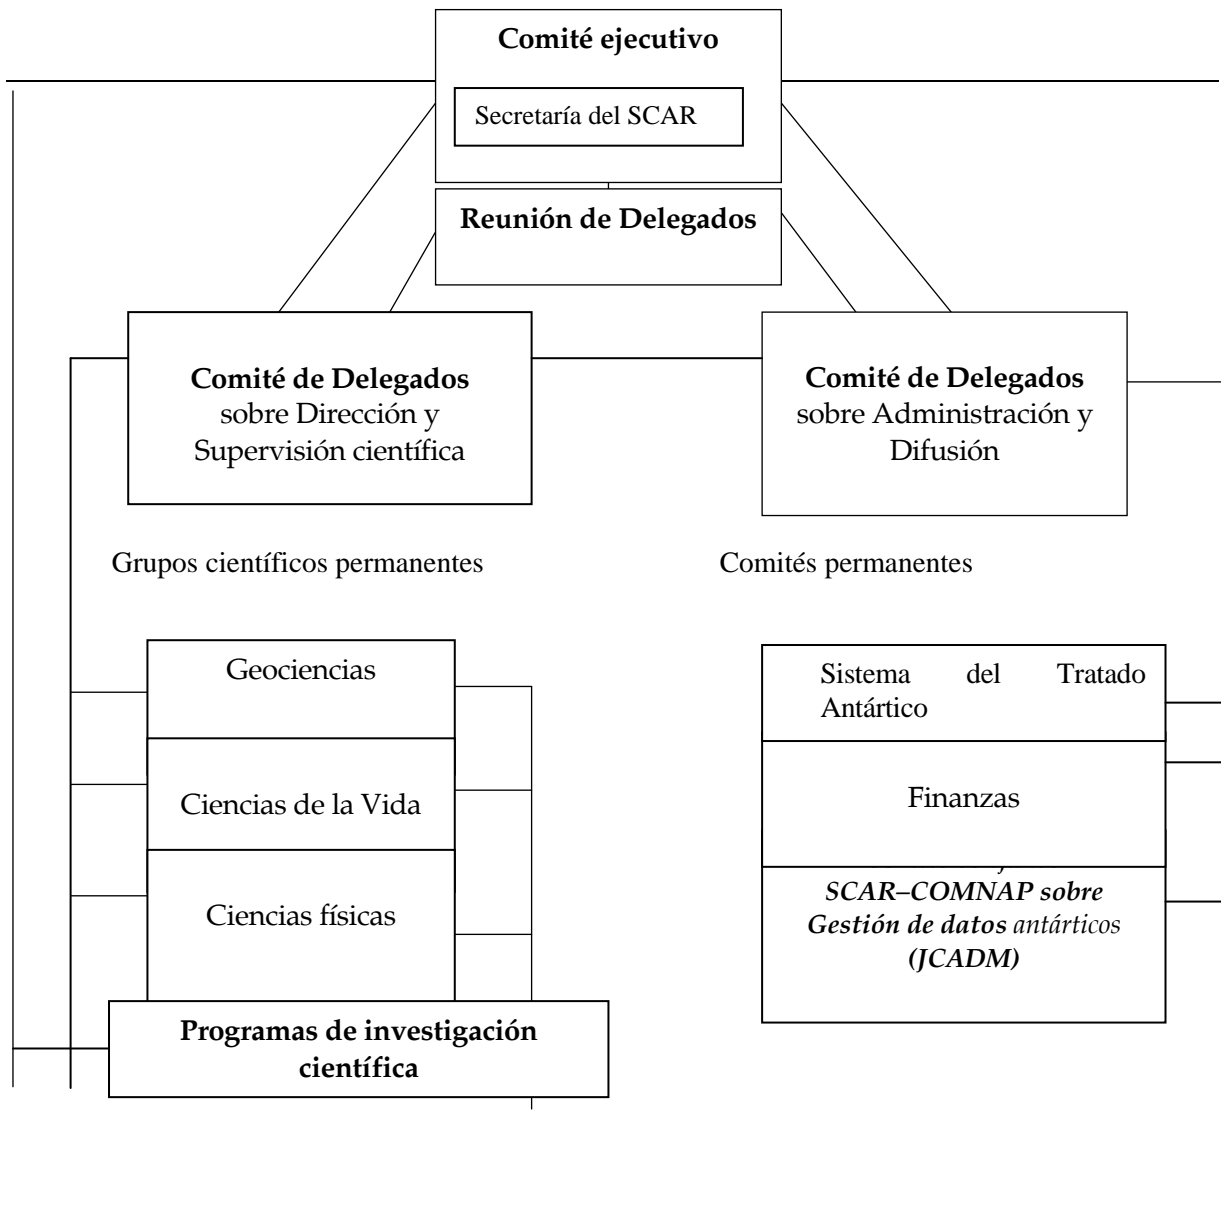 Comité ejecutivo
Secretaría del SCAR
Reunión de Delegados
Comité de Delegados
sobre Dirección y
Supervisión científica
Comité de Delegados
sobre Administración y
Difusión
Grupos científicos permanentes
Comités permanentes
Geociencias
Ciencias de la Vida
Ciencias físicas
Programas de investigación
científica
Sistema del Tratado
Antártico
Finanzas
SCAR–COMNAP sobre
Gestión de datos antárticos
(JCADM)